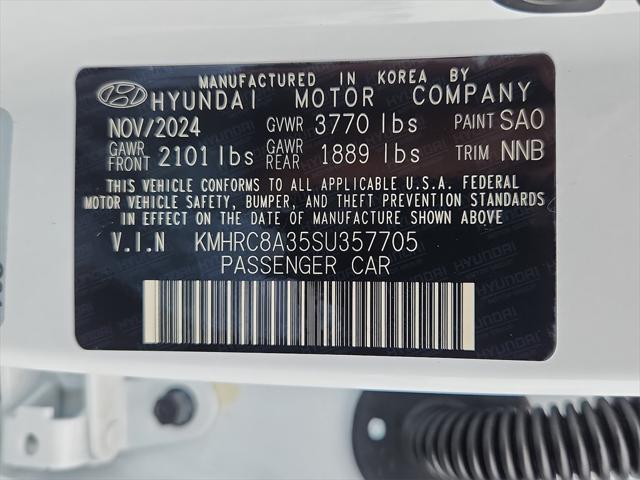 MANUFACTURED IN KOREA BY
HYUNDAI MOTOR COMPANY
NOV/2024 GVWR 3770 lbs PAINT SAO
GAWR FRONT 2101 lbs GAWR REAR 1889 lbs TRIM NNB
THIS VEHICLE CONFORMS TO ALL APPLICABLE U.S.A. FEDERAL
MOTOR VEHICLE SAFETY, BUMPER, AND THEFT PREVENTION STANDARDS
IN EFFECT ON THE DATE OF MANUFACTURE SHOWN ABOVE
V.I.N KMHRC8A35SU357705
PASSENGER CAR